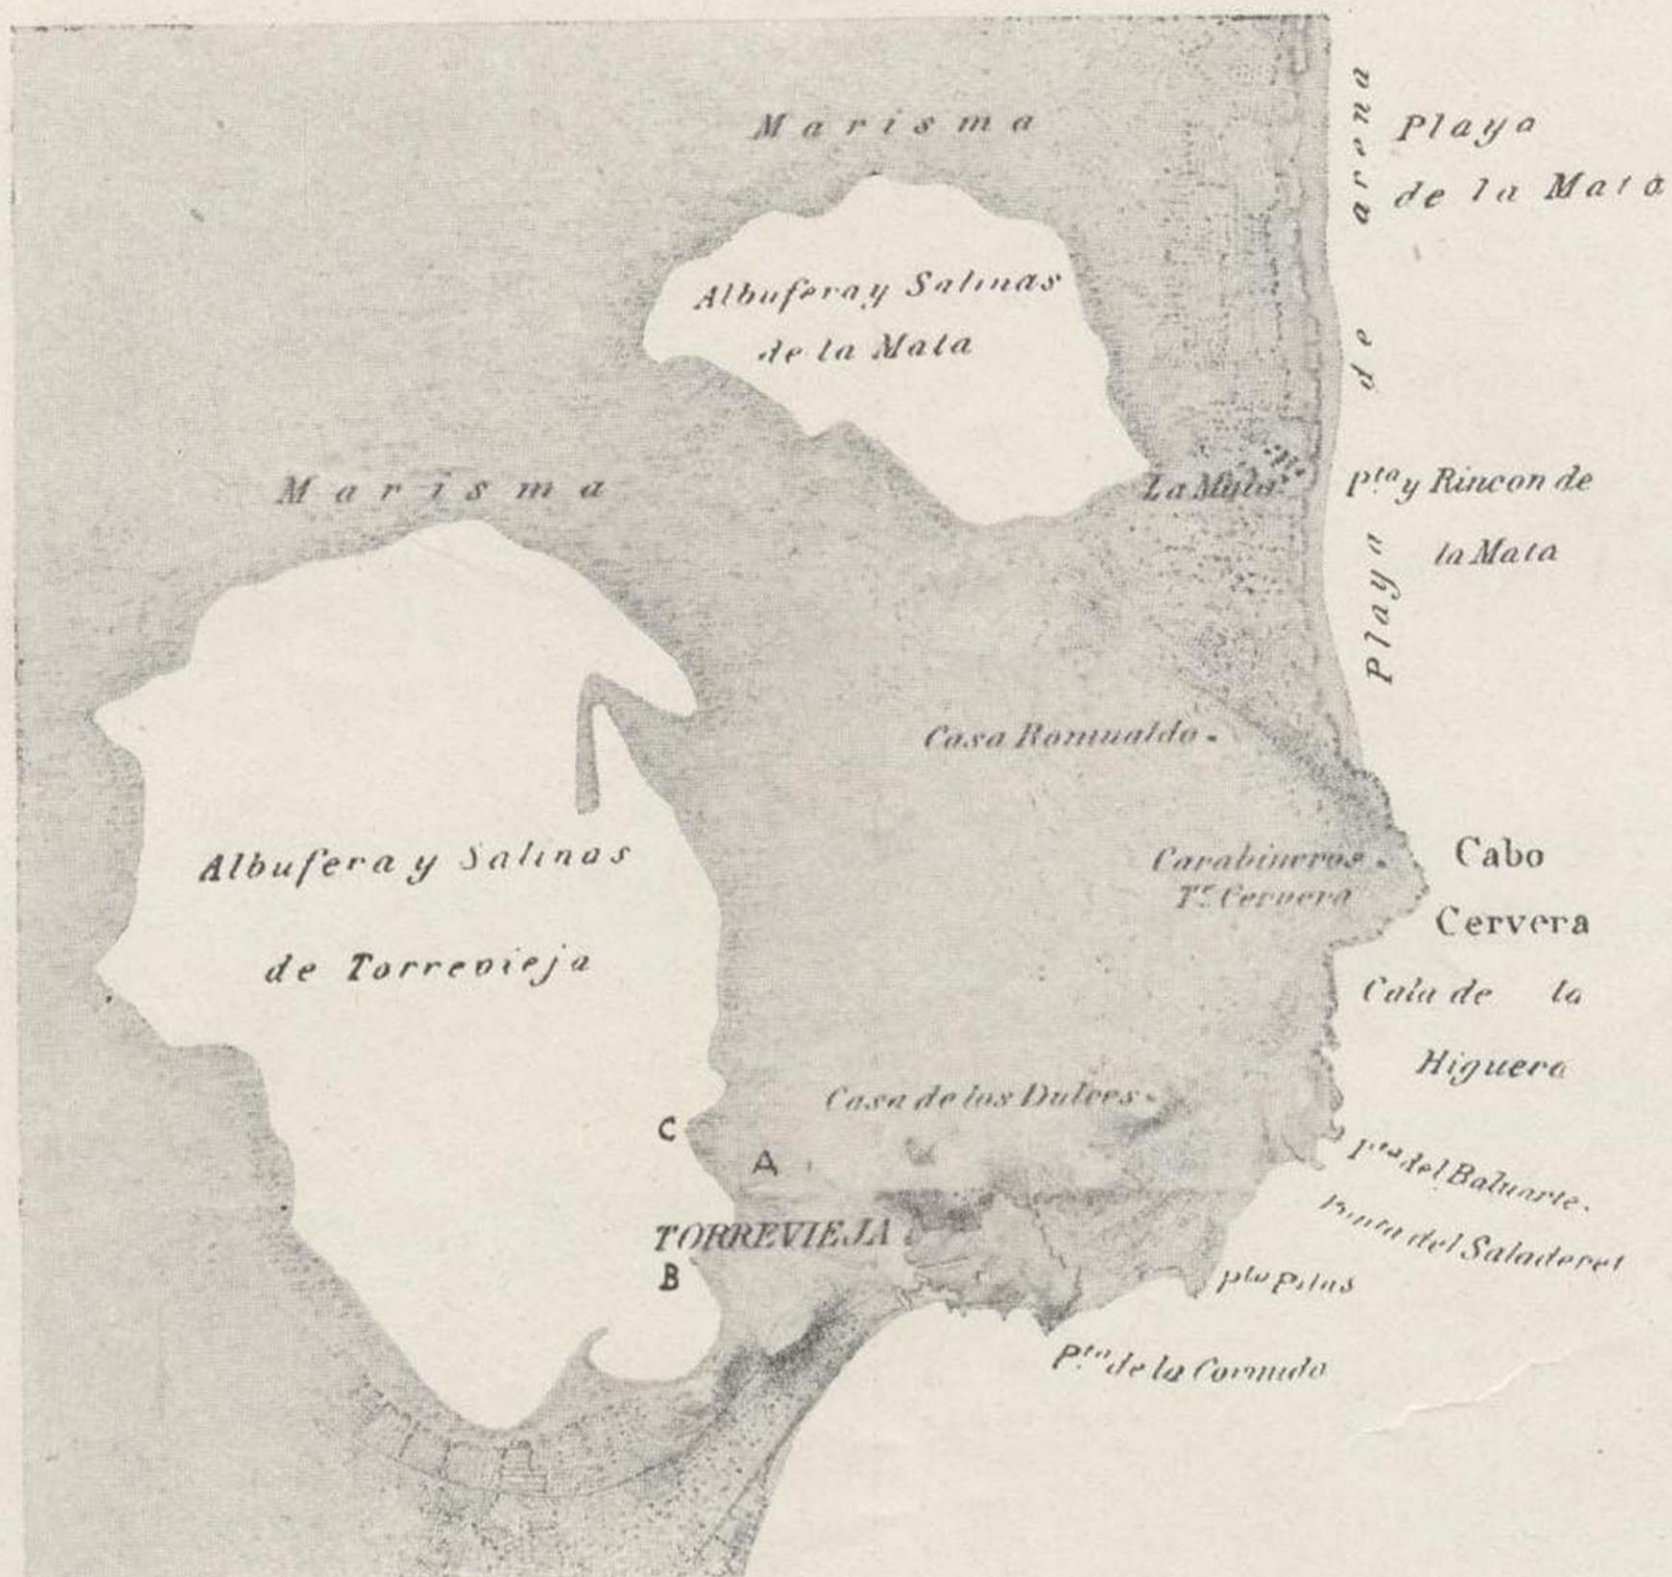 Marisma
Playa
de la Mata
Playa de arena
Albufera y Salinas
de la Mata
Marisma
La Mata
Pta y Rincon de
la Mata
Casa Romualdo
Albufera y Salinas
de Torrevieja
Carabineros
Te Cervera
Cabo
Cervera
Cala de la
Higuera
Casa de los Dulces
C
A
Pta del Baluarte.
Punta del Saladeret
TORREVIEJA
B
Pta Pilas
Pta de la Cornuda